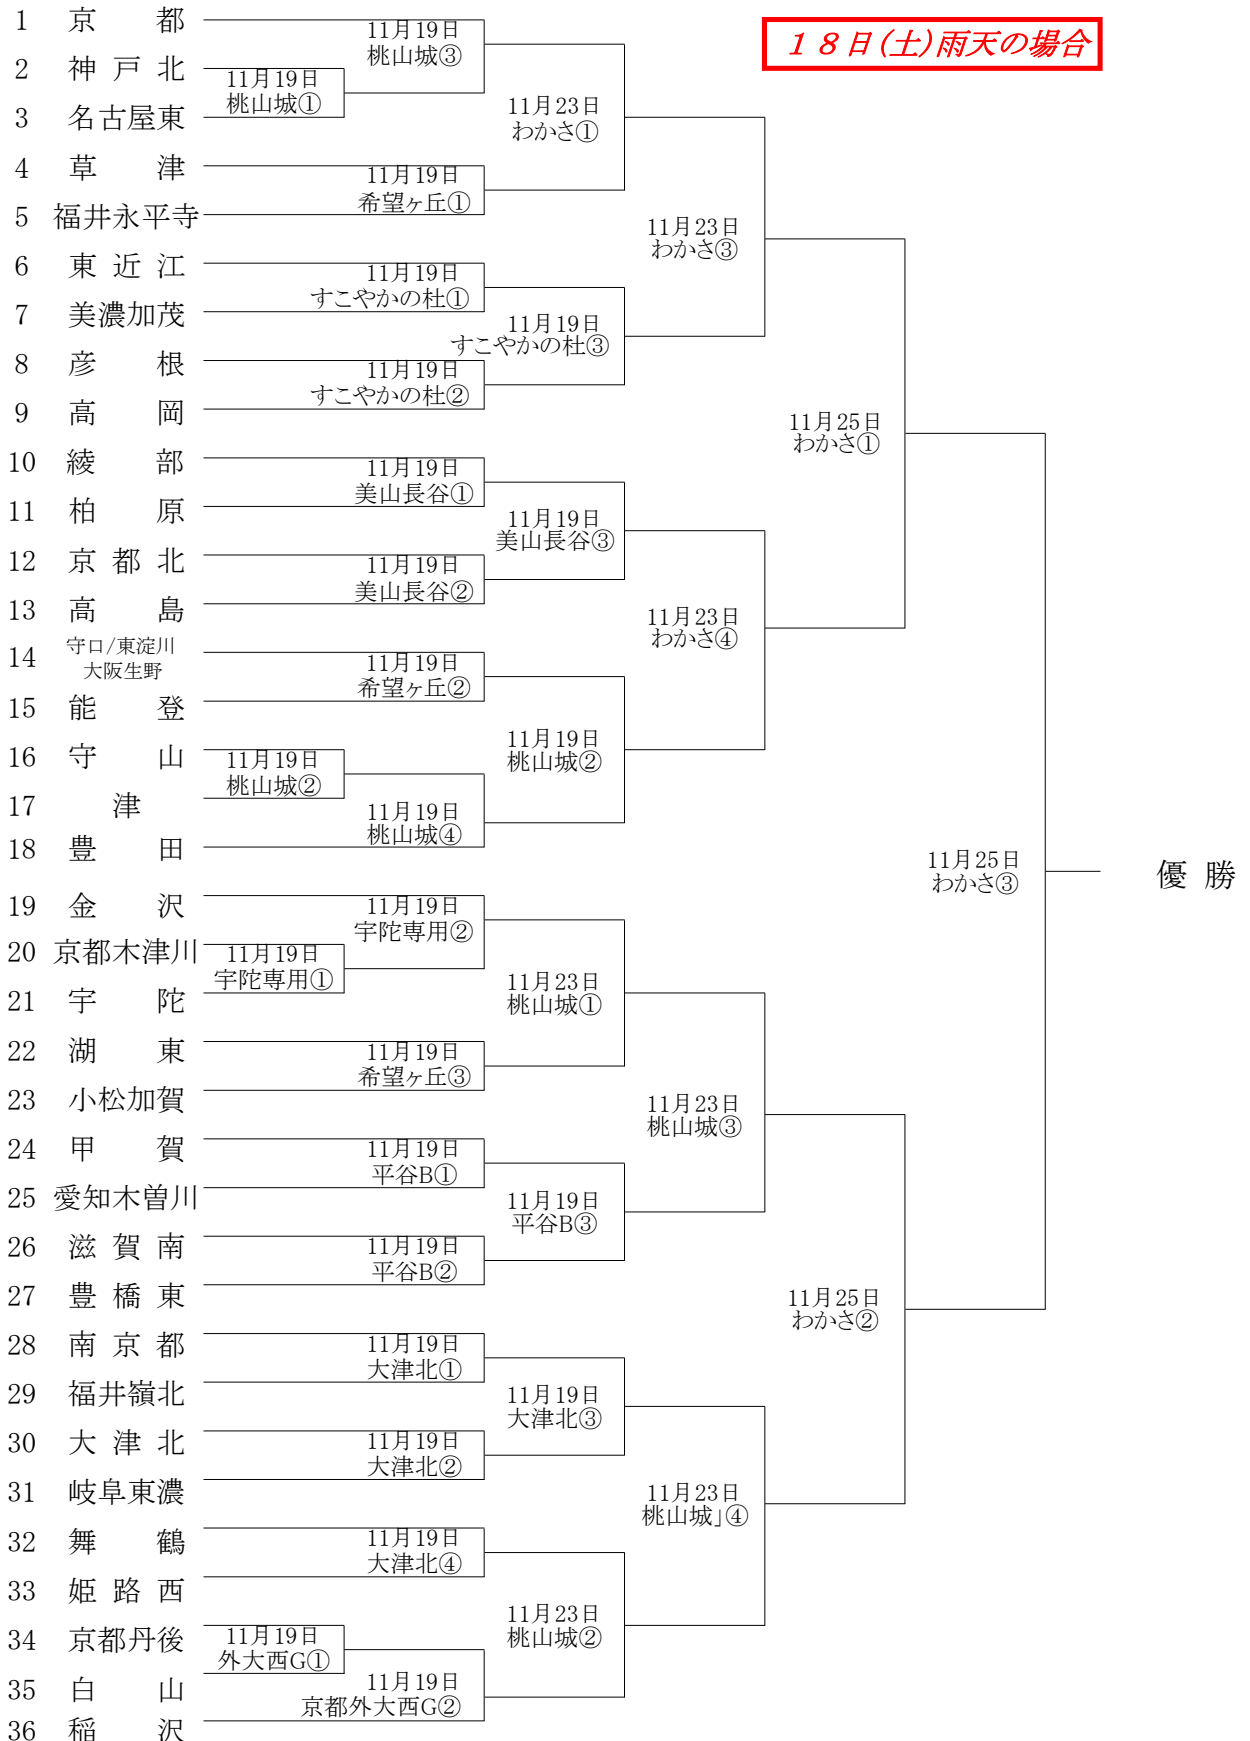 18日(土)雨天の場合
1 京都
2 神戸北
3 名古屋東
4 草津
5 福井永平寺
6 東近江
7 美濃加茂
8 彦根
9 高岡
10 綾部
11 柏原
12 京都北
13 高島
14 守口/東淀川
大阪生野
15 能登
16 守山
17 津
18 豊田
19 金沢
20 京都木津川
21 宇陀
22 湖東
23 小松加賀
24 甲賀
25 愛知木曽川
26 滋賀南
27 豊橋東
28 南京都
29 福井嶺北
30 大津北
31 岐阜東濃
32 舞鶴
33 姫路西
34 京都丹後
35 白山
36 稲沢
11月19日
桃山城①
11月19日
桃山城②
11月19日
宇陀専用①
11月19日
外大西G①
11月19日
桃山城③
11月19日
希望ヶ丘①
11月19日
すこやかの杜①
11月19日
すこやかの杜②
11月19日
美山長谷①
11月19日
美山長谷②
11月19日
希望ヶ丘②
11月19日
桃山城④
11月19日
宇陀専用②
11月19日
希望ヶ丘③
11月19日
平谷B①
11月19日
平谷B②
11月19日
大津北①
11月19日
大津北②
11月19日
大津北④
11月19日
京都外大西G②
11月23日
わかさ①
11月19日
すこやかの杜③
11月19日
美山長谷③
11月19日
桃山城②
11月23日
桃山城①
11月19日
平谷B③
11月19日
大津北③
11月23日
桃山城②
11月23日
わかさ③
11月23日
わかさ④
11月23日
桃山城③
11月23日
桃山城」④
11月25日
わかさ①
11月25日
わかさ②
11月25日
わかさ③
優勝